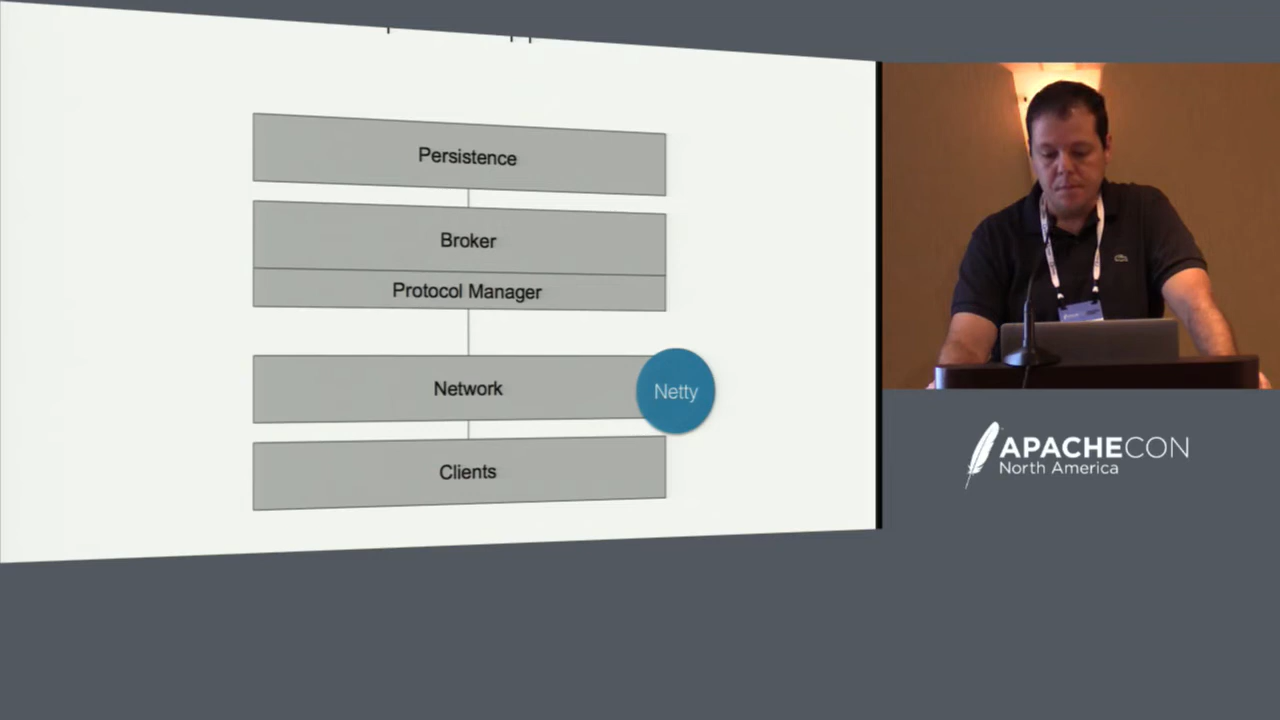 Persistence
Broker
Protocol Manager
Network
Netty
Clients
APACHECON
North America